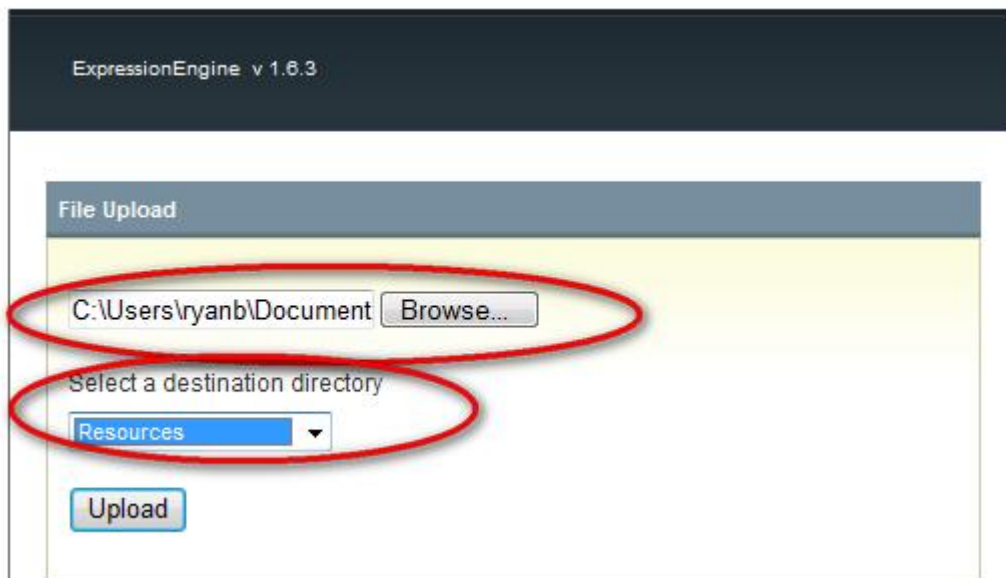 ExpressionEngine v 1.6.3
File Upload
C:\Users\ryanb\Document Browse...
Select a destination directory
Resources
Upload